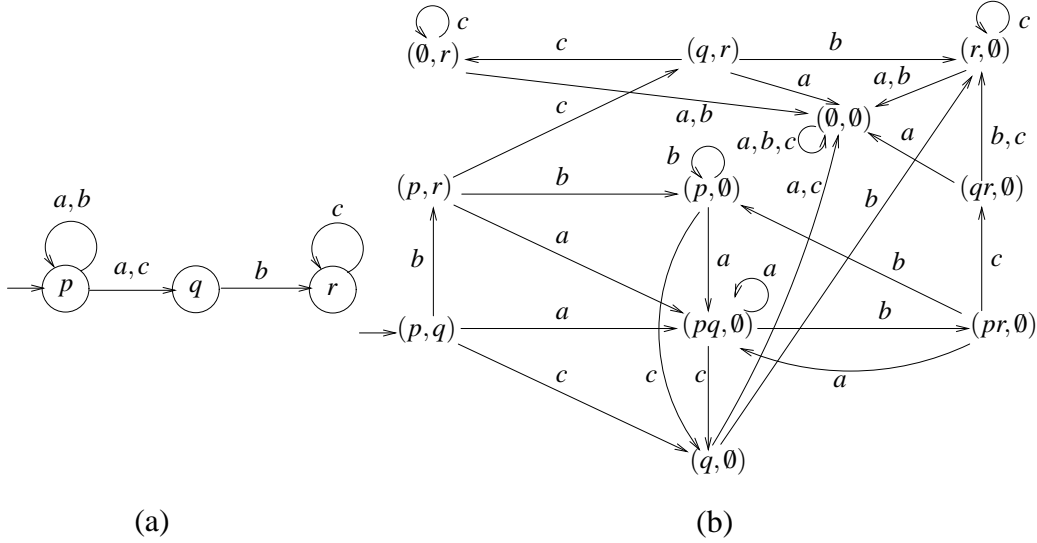 c c
(∅,r) c (q,r) b (r,∅)
a a,b
c a,b (∅,∅)
a,b,c a b,c
b a,c
(p,r) b (p,∅) b (qr,∅)
a,b c
a
a,c b b a b c
p q r a
(p,q) a (pq,∅) b (pr,∅)
c c c a
(q,∅)
(a) (b)